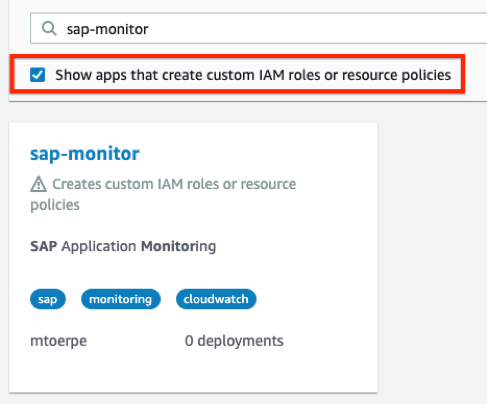 sap-monitor
Show apps that create custom IAM roles or resource policies
sap-monitor
Creates custom IAM roles or resource
policies
SAP Application Monitoring
sap monitoring cloudwatch
mtoerpe 0 deployments